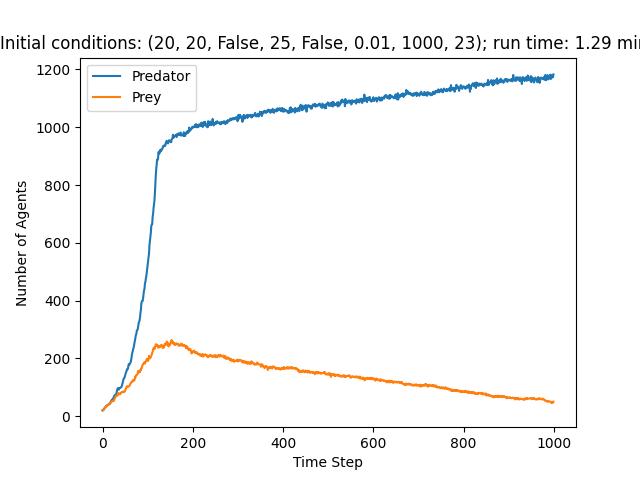 Initial conditions: (20, 20, False, 25, False, 0.01, 1000, 23); run time: 1.29 mi
Predator
Prey
1200
1000
800
600
400
200
0
Number of Agents
0 200 400 600 800 1000
Time Step